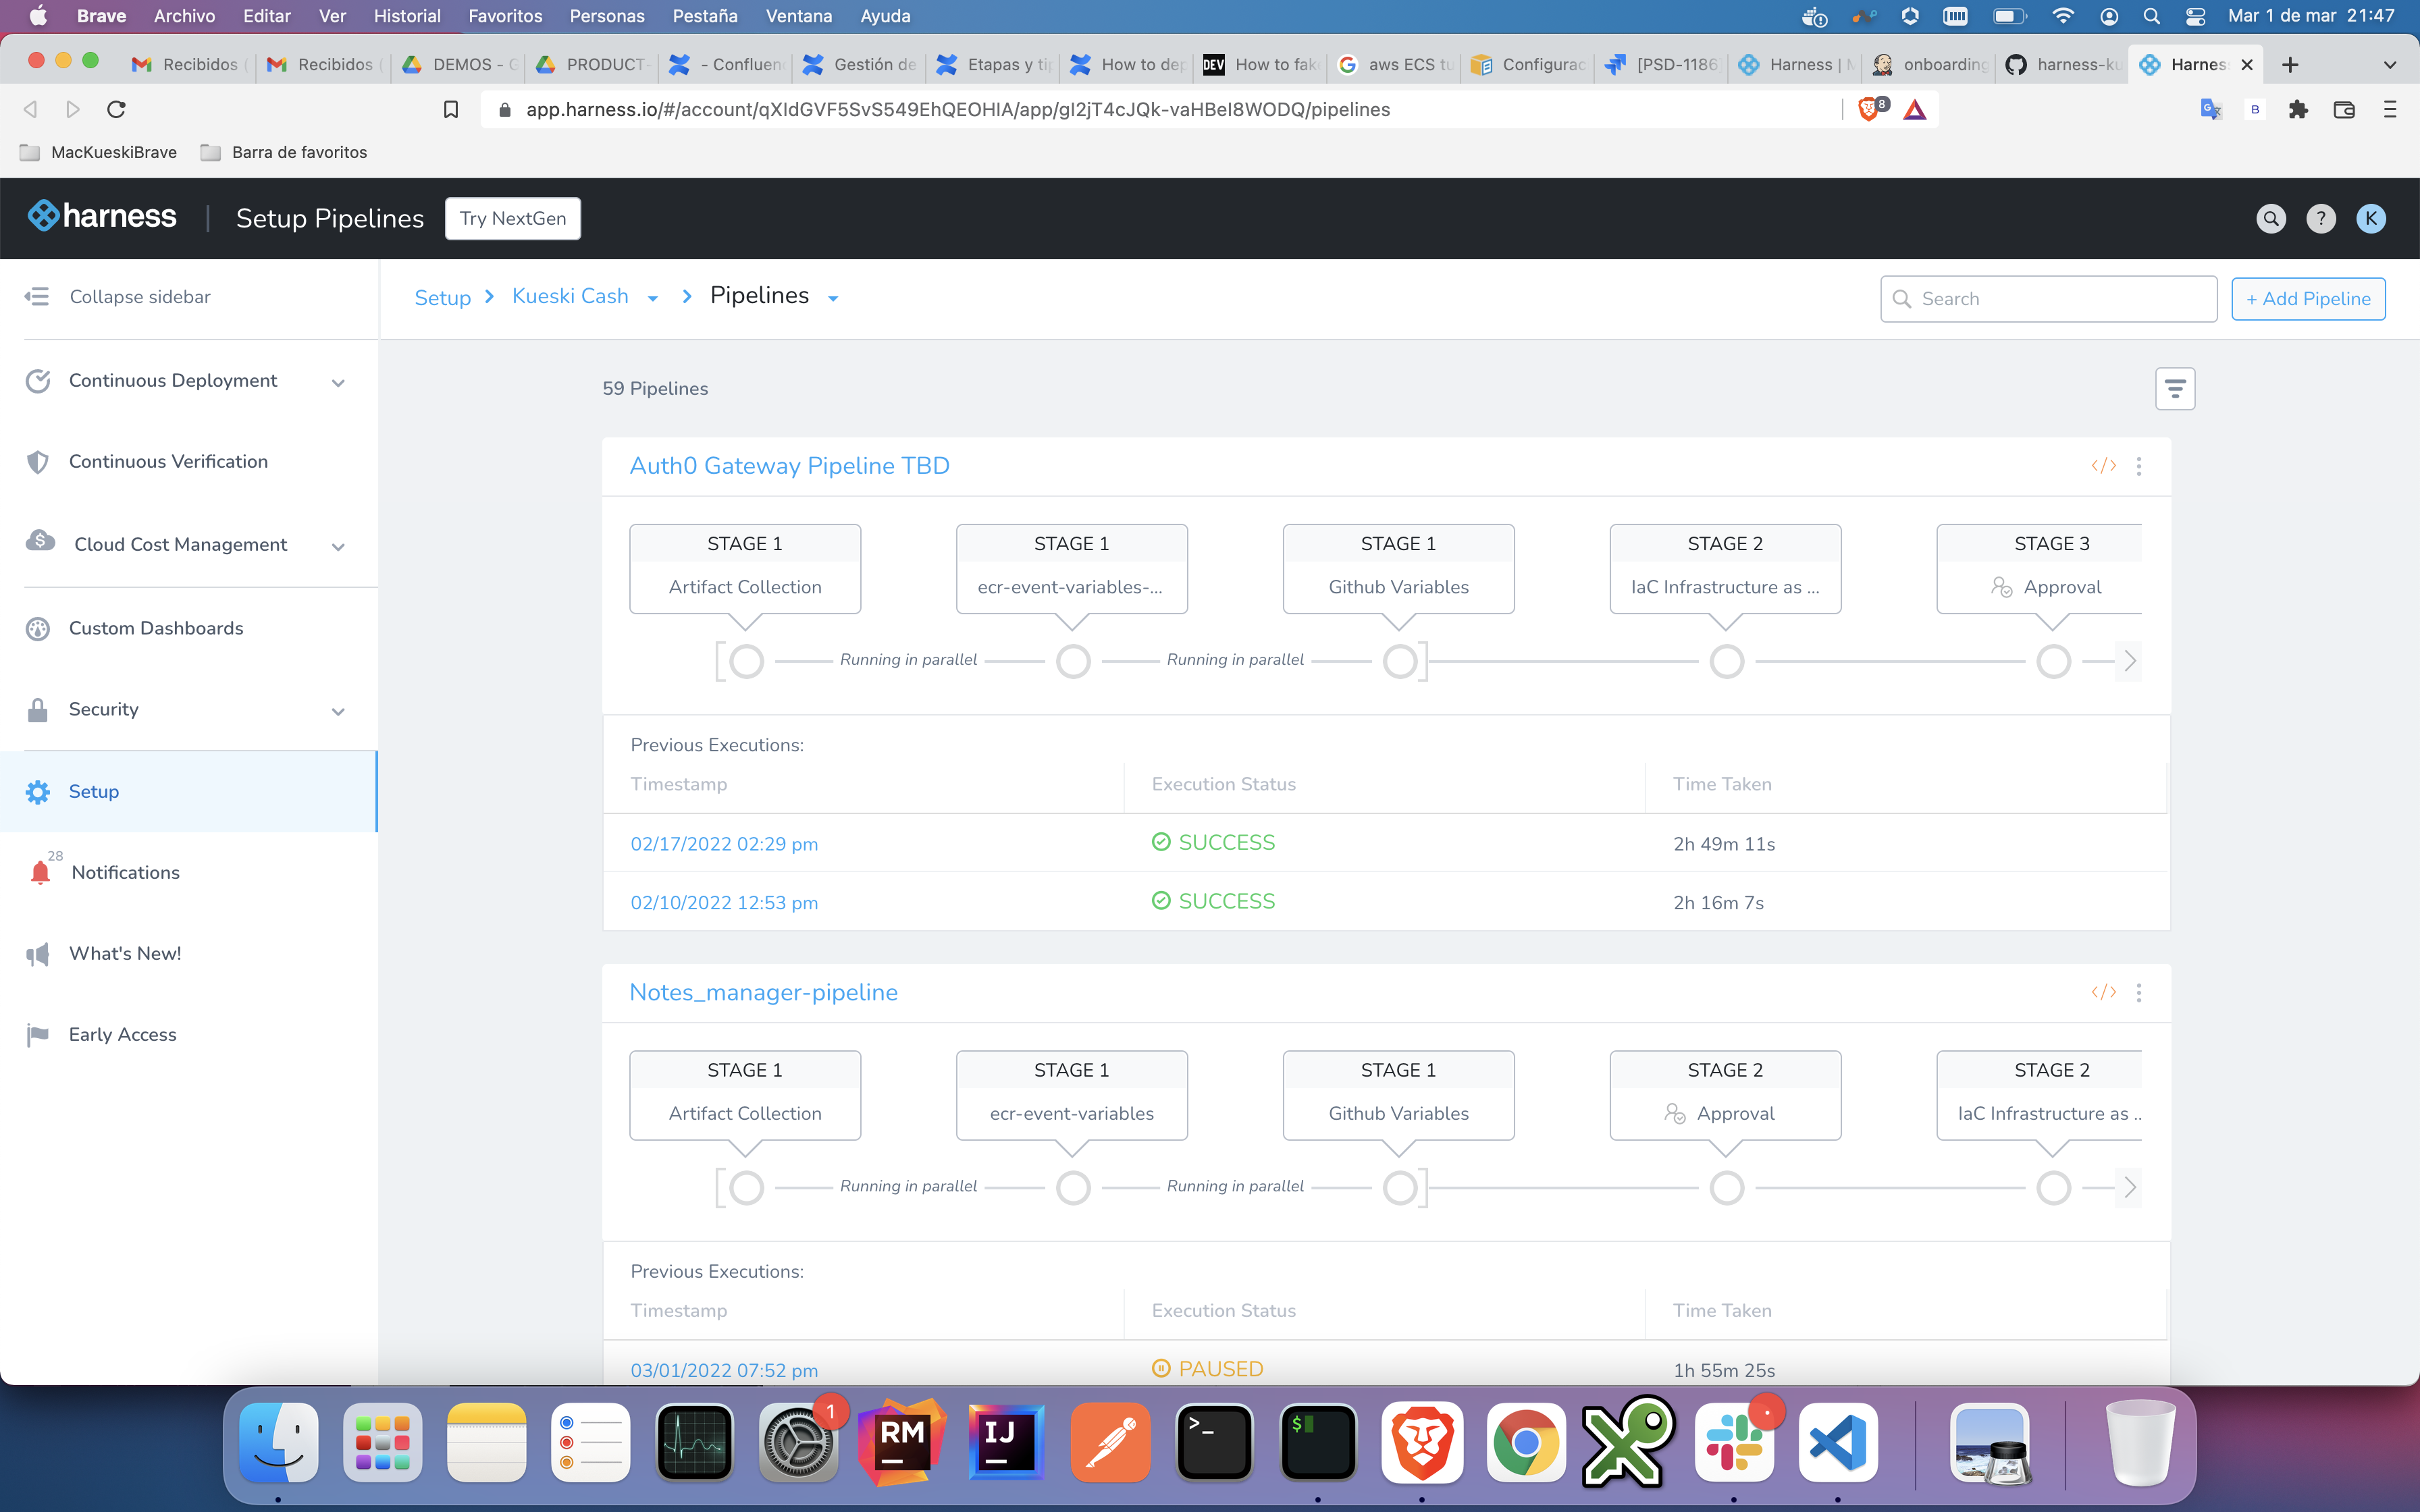 Brave Archivo Editar Ver Historial Favoritos Personas Pestaña Ventana Ayuda Mar 1 de mar 21:47
Recibidos ( Recibidos ( DEMOS - G PRODUCT- - Confluen Gestión de Etapas y tip How to dep DEV How to fak aws ECS tu Configurac [PSD-1186 Harness | M onboarding harness-ku Harnes
app.harness.io/#/account/qXIdGVF5SvS549EhQEOHIA/app/gI2jT4cJQk-vaHBeI8WODQ/pipelines 8 B
MacKueskiBrave Barra de favoritos
harness Setup Pipelines Try NextGen ? K
Collapse sidebar
Setup Kueski Cash Pipelines Search + Add Pipeline
Continuous Deployment
Continuous Verification
Cloud Cost Management
Custom Dashboards
Security
Setup
28
Notifications
What's New!
Early Access
59 Pipelines
Auth0 Gateway Pipeline TBD </>
STAGE 1 STAGE 1 STAGE 1 STAGE 2 STAGE 3
Artifact Collection ecr-event-variables-... Github Variables IaC Infrastructure as ... Approval
Running in parallel Running in parallel
Previous Executions:
Timestamp Execution Status Time Taken
02/17/2022 02:29 pm SUCCESS 2h 49m 11s
02/10/2022 12:53 pm SUCCESS 2h 16m 7s
Notes_manager-pipeline </>
STAGE 1 STAGE 1 STAGE 1 STAGE 2 STAGE 2
Artifact Collection ecr-event-variables Github Variables Approval IaC Infrastructure as ..
Running in parallel Running in parallel
Previous Executions:
Timestamp Execution Status Time Taken
03/01/2022 07:52 pm PAUSED 1h 55m 25s
1
RM IJ >_ $